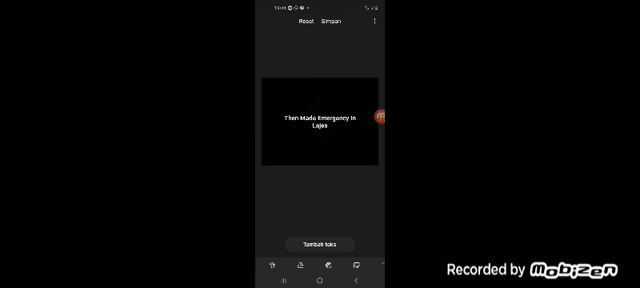 Reset Simpan
Then Made Emergency In
Lajes
Tambah teks
Recorded by Mobizen